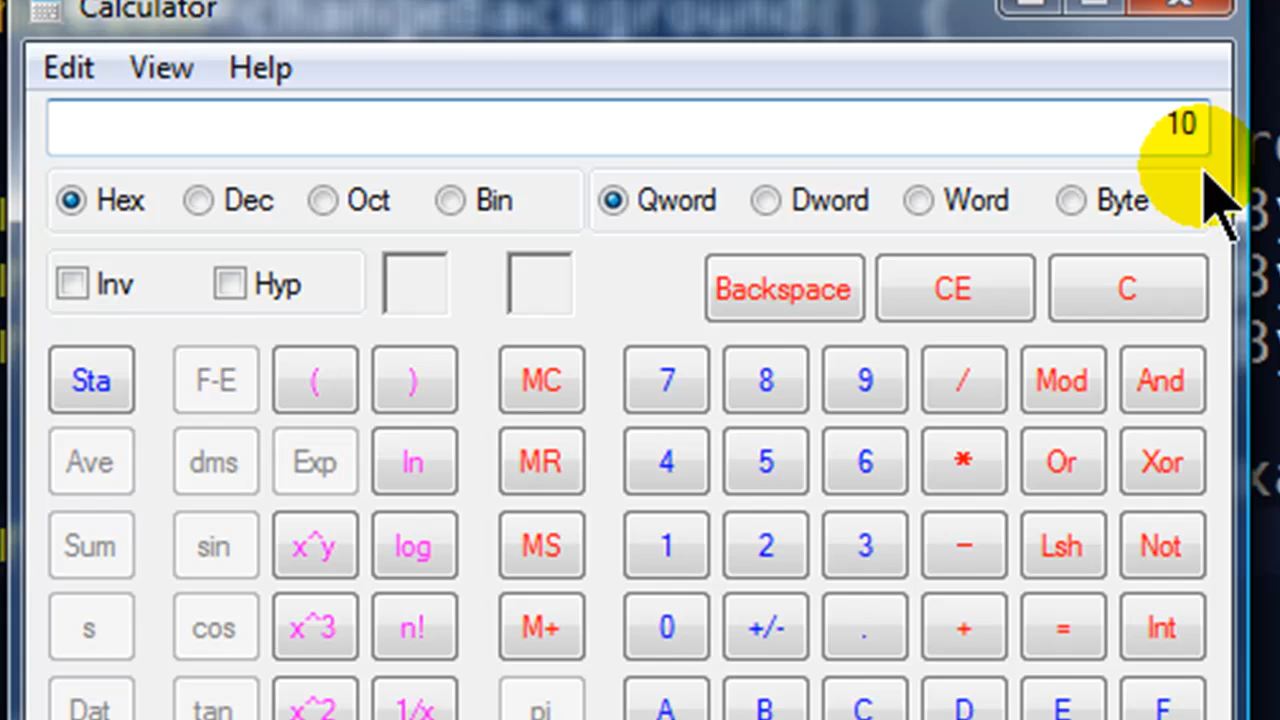 Calculator
Edit View Help
10
Hex Dec Oct Bin Qword Dword Word Byte
Inv Hyp Backspace CE C
Sta F-E ( ) MC 7 8 9 / Mod And
Ave dms Exp ln MR 4 5 6 * Or Xor
Sum sin x^y log MS 1 2 3 - Lsh Not
s cos x^3 n! M+ 0 +/- . + = Int
Dat tan x^2 1/x pi A B C D E F